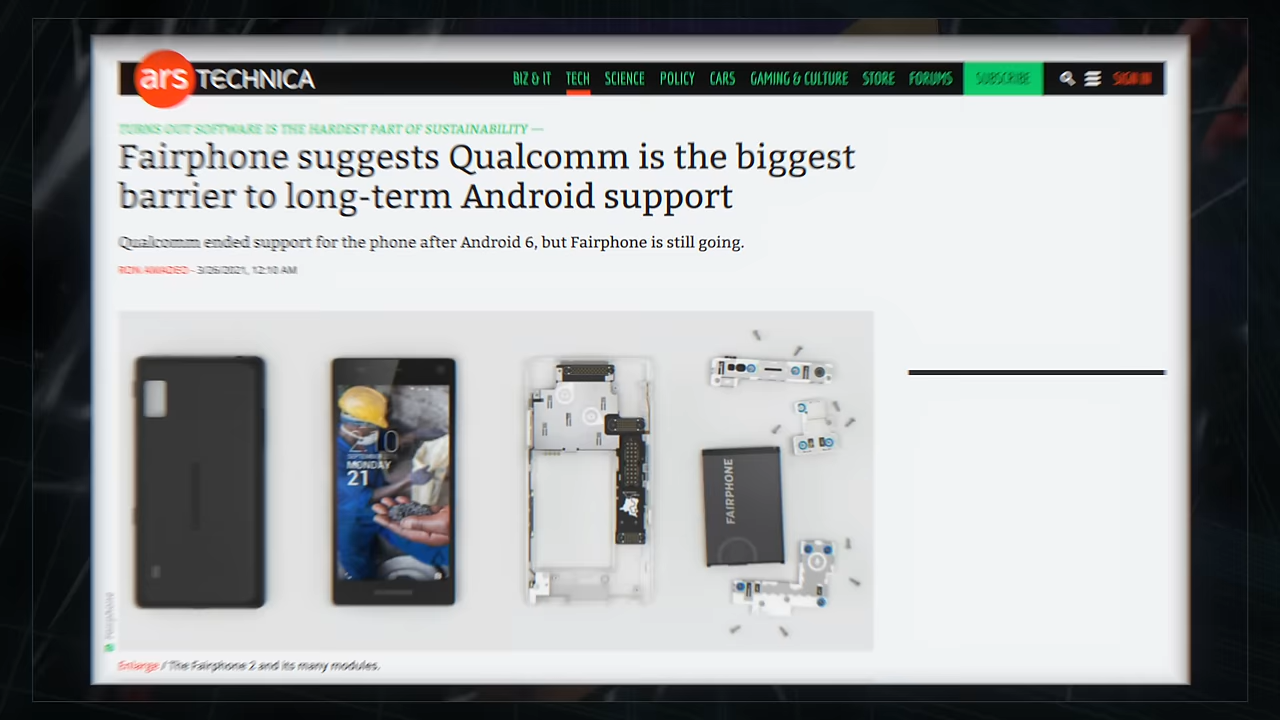 ars TECHNICA
BIZ & IT TECH SCIENCE POLICY CARS GAMING & CULTURE STORE FORUMS SUBSCRIBE SIGN IN
TURNS OUT SOFTWARE IS THE HARDEST PART OF SUSTAINABILITY —
Fairphone suggests Qualcomm is the biggest
barrier to long-term Android support
Qualcomm ended support for the phone after Android 6, but Fairphone is still going.
RON AMADEO - 3/26/2021, 12:10 AM
2:10
MONDAY
21
FAIRPHONE
Fairphone
Enlarge / The Fairphone 2 and its many modules.